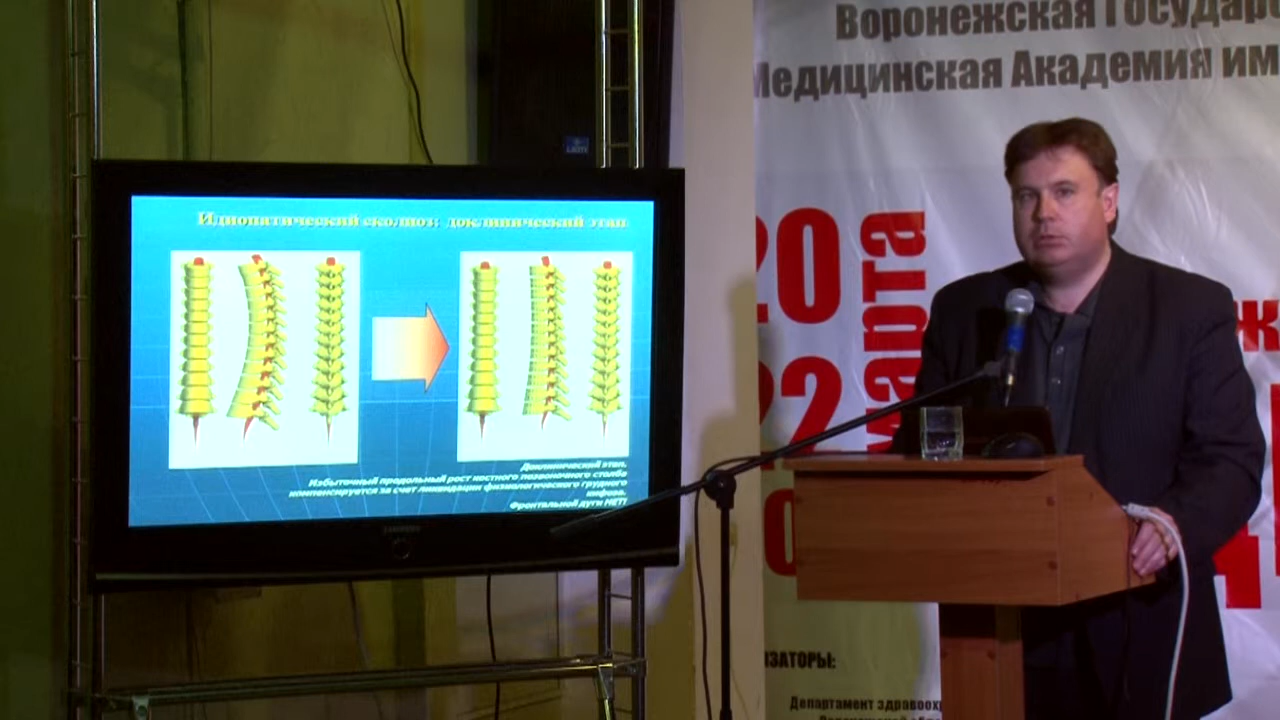 Воронежская Государс
Медицинская Академия им
20
22
марта
Идиопатический сколиоз: доклинический этап
Доклинический этап.
Избыточный продольный рост костного позвоночного столба
компенсируется за счет ликвидации физиологического грудного
кифоза.
Фронтальной дуги НЕТ!
SAMSUNG
ИЗАТОРЫ:
Департамент здравоохр